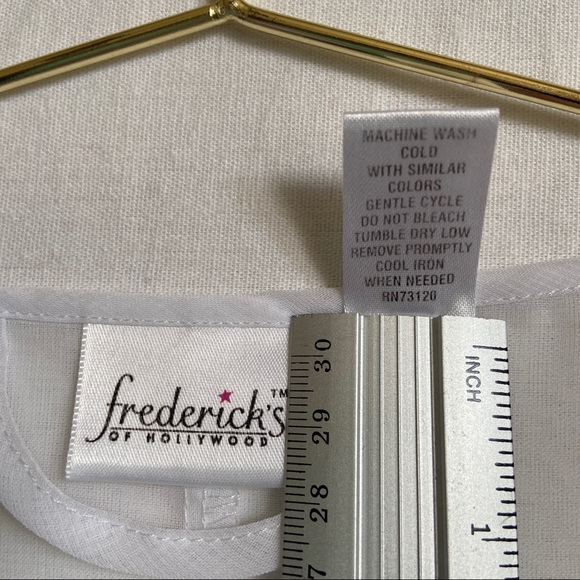 MACHINE WASH
COLD
WITH SIMILAR
COLORS
GENTLE CYCLE
DO NOT BLEACH
TUMBLE DRY LOW
REMOVE PROMPTLY
COOL IRON
WHEN NEEDED
RN73120
frederick's TM
OF HOLLYWOOD
30
29
28
7
INCH
1